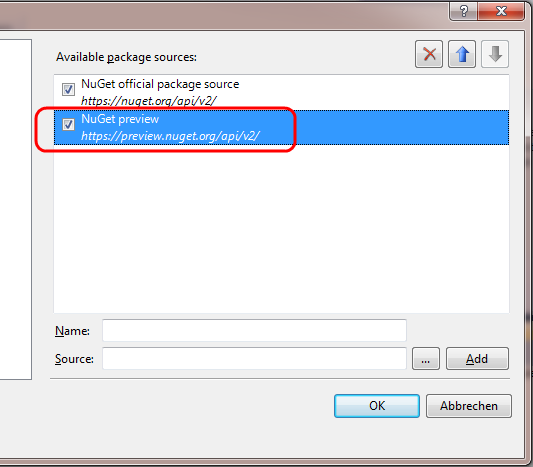 ?
Available package sources:
NuGet official package source
https://nuget.org/api/v2/
NuGet preview
https://preview.nuget.org/api/v2/
Name:
Source:
...
Add
OK
Abbrechen